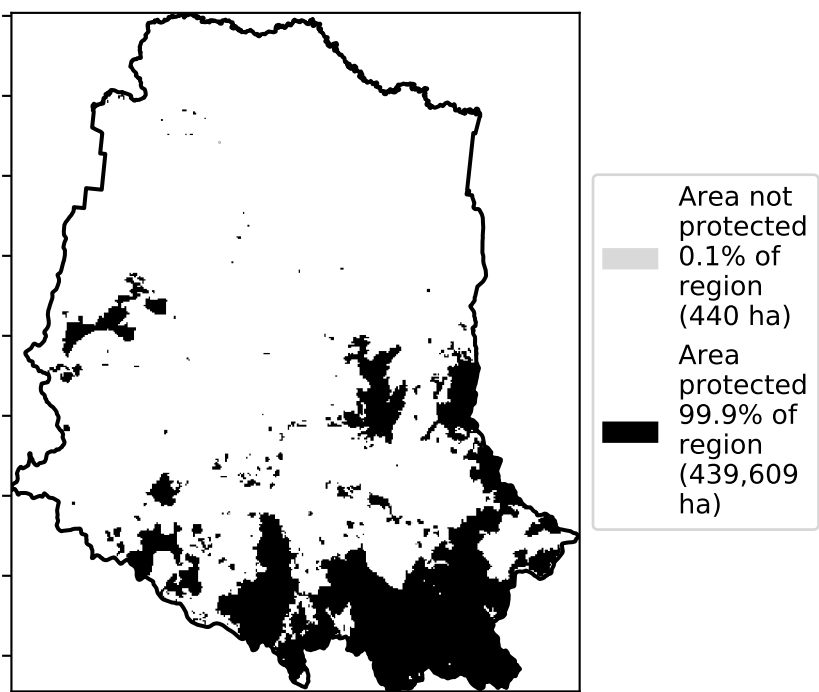 Area not
protected
0.1% of
region
(440 ha)
Area
protected
99.9% of
region
(439,609
ha)